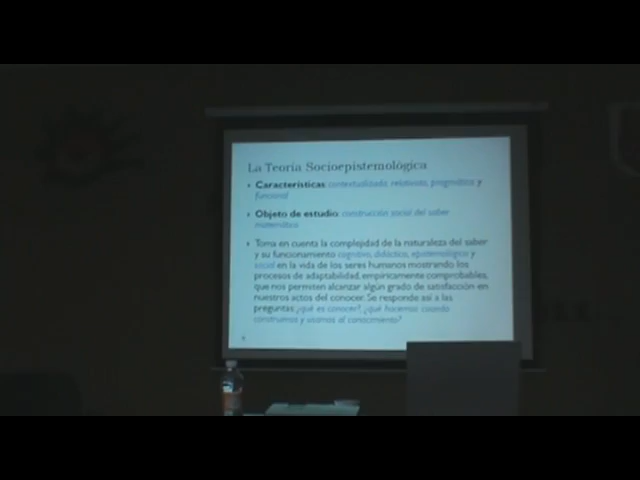 La Teoría Socioepistemológica
Características: contextualizada, relativista, pragmática y
funcional
Objeto de estudio: construcción social del saber
matemático
Toma en cuenta la complejidad de la naturaleza del saber
y su funcionamiento cognitivo, didáctico, epistemológico y
social en la vida de los seres humanos mostrando los
procesos de adaptabilidad, empíricamente comprobables,
que nos permiten alcanzar algún grado de satisfacción en
nuestros actos del conocer. Se responde así a las
preguntas ¿qué es conocer?, ¿qué hacemos cuando
construimos y usamos al conocimiento?